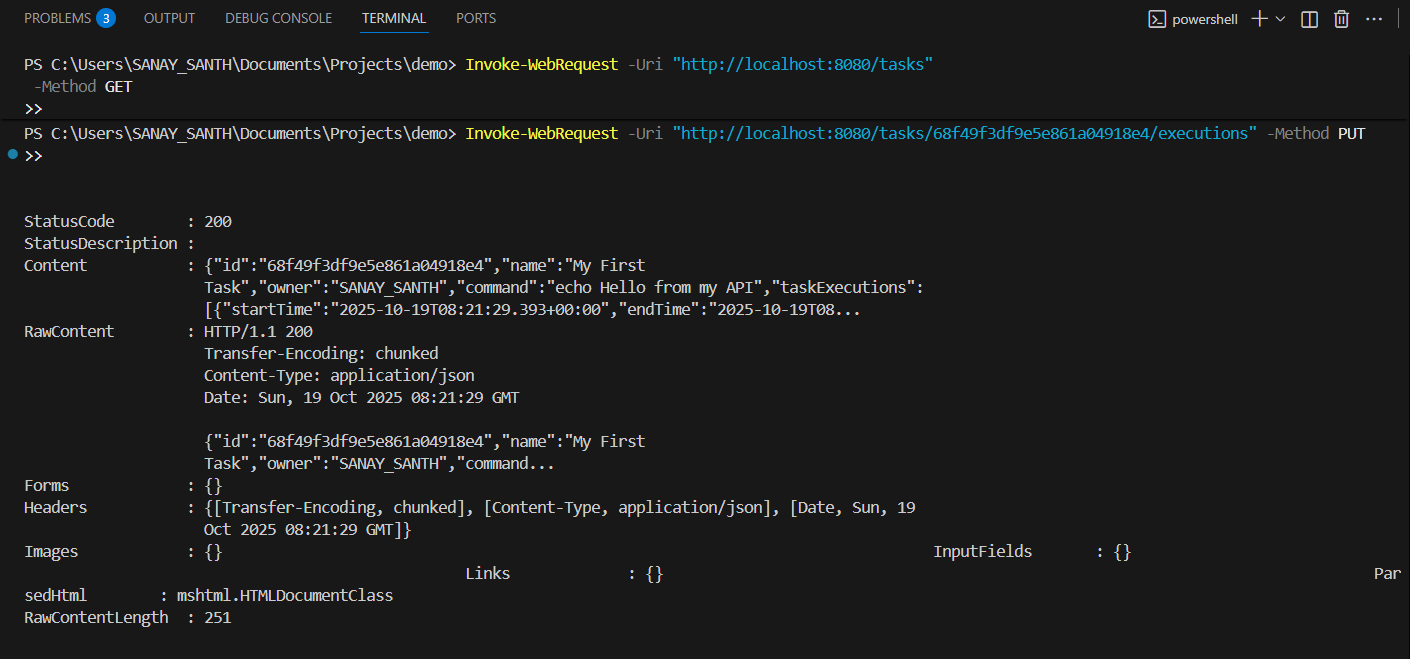 PROBLEMS 3 OUTPUT DEBUG CONSOLE TERMINAL PORTS powershell
PS C:\Users\SANAY_SANTH\Documents\Projects\demo> Invoke-WebRequest -Uri "http://localhost:8080/tasks"
 -Method GET
>>
PS C:\Users\SANAY_SANTH\Documents\Projects\demo> Invoke-WebRequest -Uri "http://localhost:8080/tasks/68f49f3df9e5e861a04918e4/executions" -Method PUT
>>
StatusCode        : 200
StatusDescription :
Content           : {"id":"68f49f3df9e5e861a04918e4","name":"My First
                    Task","owner":"SANAY_SANTH","command":"echo Hello from my API","taskExecutions":
                    [{"startTime":"2025-10-19T08:21:29.393+00:00","endTime":"2025-10-19T08...
RawContent        : HTTP/1.1 200
                    Transfer-Encoding: chunked
                    Content-Type: application/json
                    Date: Sun, 19 Oct 2025 08:21:29 GMT
                    {"id":"68f49f3df9e5e861a04918e4","name":"My First
                    Task","owner":"SANAY_SANTH","command...
Forms             : {}
Headers           : {[Transfer-Encoding, chunked], [Content-Type, application/json], [Date, Sun, 19
                    Oct 2025 08:21:29 GMT]}
Images            : {} InputFields       : {}
Links             : {} Par
sedHtml        : mshtml.HTMLDocumentClass
RawContentLength  : 251